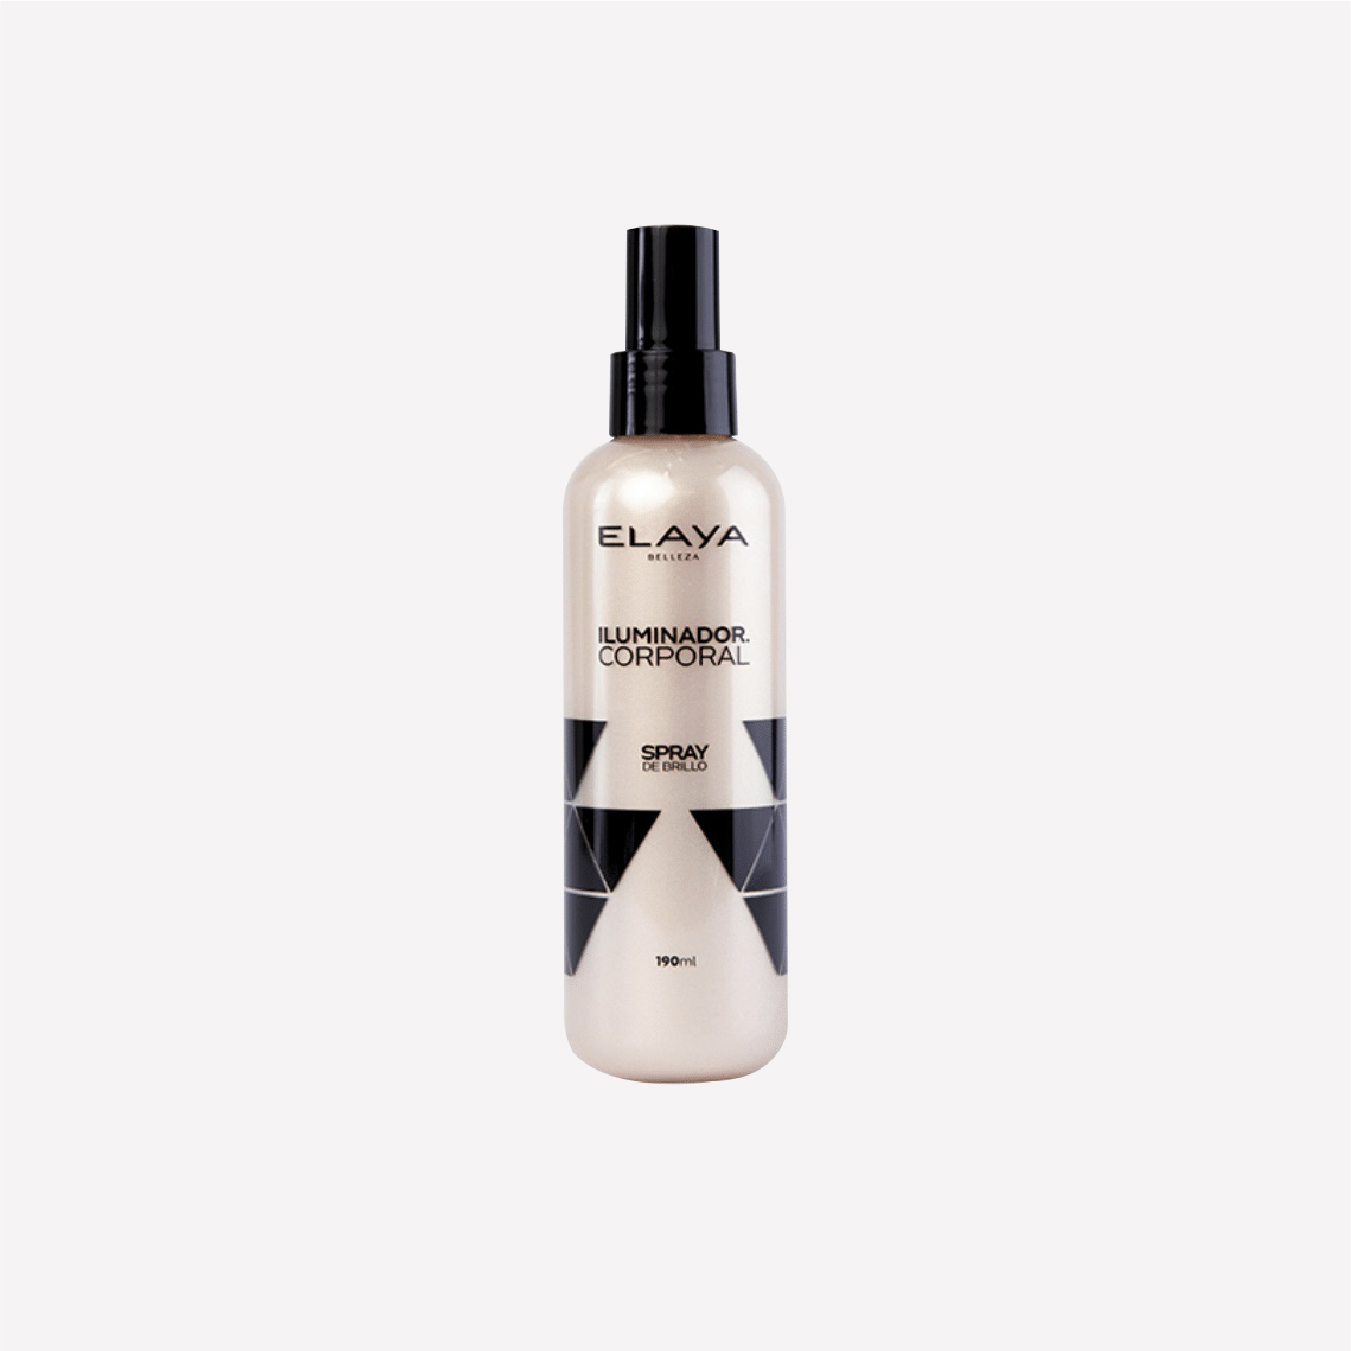 ELAYA
BELLEZA
ILUMINADOR.
CORPORAL
SPRAY
DE BRILLO
190ml